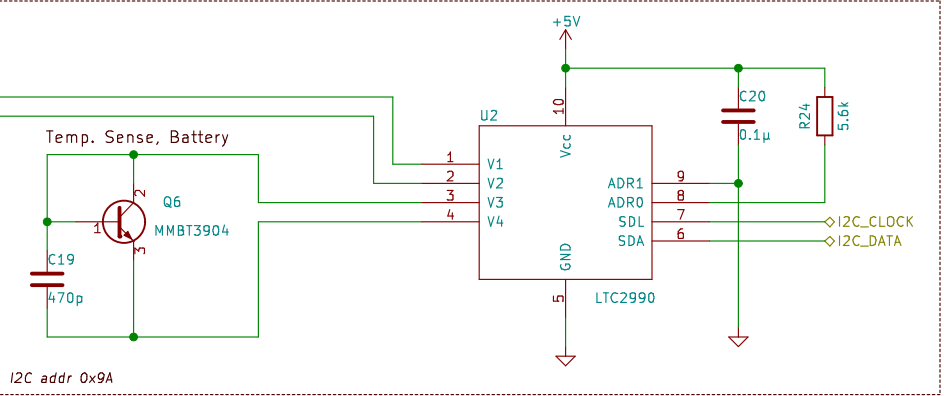 +5V
C20
10
R24
5.6k
U2
0.1µ
Temp. Sense, Battery
Vcc
1
V1
2
V2
ADR1
9
2
Q6
3
V3
ADR0
8
1
MMBT3904
4
V4
SDL
7
I2C_CLOCK
3
SDA
6
I2C_DATA
C19
GND
470p
5
LTC2990
I2C addr 0x9A